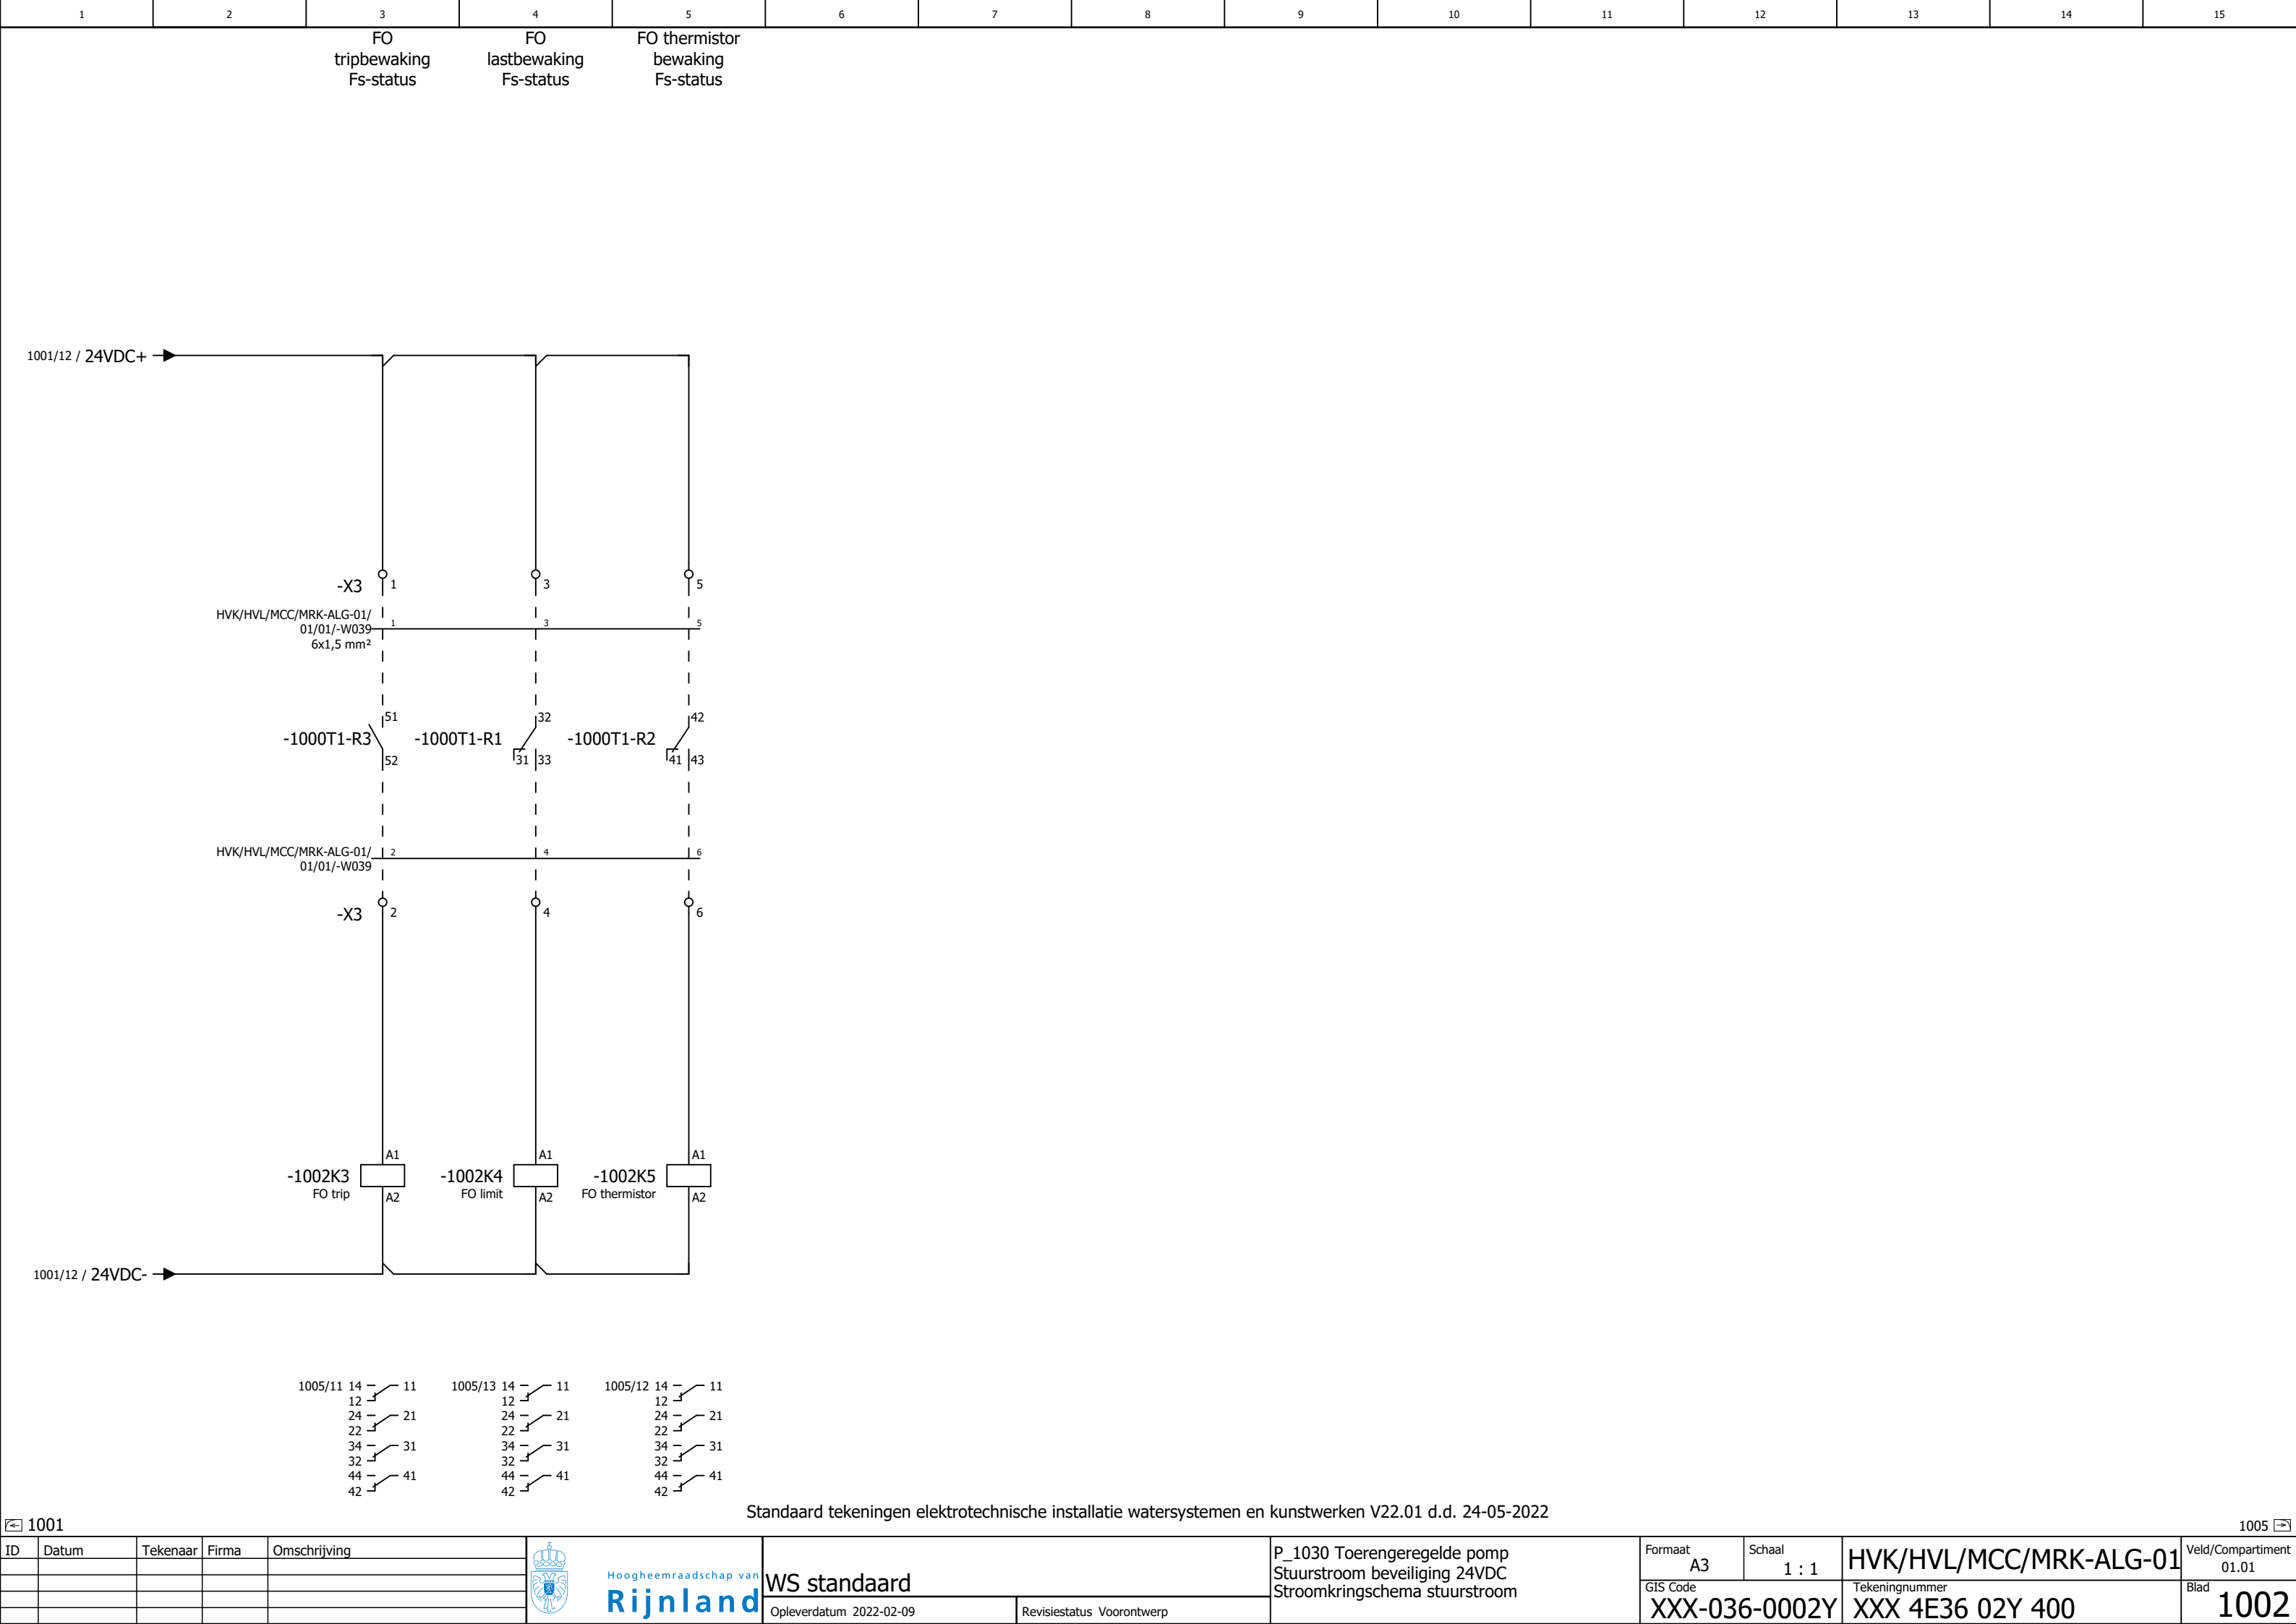 1 2 3 4 5 6 7 8 9 10 11 12 13 14 15
FO
tripbewaking
Fs-status
FO
lastbewaking
Fs-status
FO thermistor
bewaking
Fs-status
1001/12 / 24VDC+
-X3 1 3 5
HVK/HVL/MCC/MRK-ALG-01/
01/01/-W039
6x1,5 mm²
1 3 5
-1000T1-R3 51 52
-1000T1-R1 32 31 33
-1000T1-R2 42 41 43
HVK/HVL/MCC/MRK-ALG-01/
01/01/-W039
2 4 6
-X3 2 4 6
-1002K3 A1
FO trip A2
-1002K4 A1
FO limit A2
-1002K5 A1
FO thermistor A2
1001/12 / 24VDC-
1005/11 14 11
12
24 21
22
34 31
32
44 41
42
1005/13 14 11
12
24 21
22
34 31
32
44 41
42
1005/12 14 11
12
24 21
22
34 31
32
44 41
42
Standaard tekeningen elektrotechnische installatie watersystemen en kunstwerken V22.01 d.d. 24-05-2022
1001
1005
ID Datum Tekenaar Firma Omschrijving
Hoogheemraadschap van
Rijnland
WS standaard
Opleverdatum 2022-02-09
Revisiestatus Voorontwerp
P_1030 Toerengeregelde pomp
Stuurstroom beveiliging 24VDC
Stroomkringschema stuurstroom
Formaat
A3
Schaal
1 : 1
HVK/HVL/MCC/MRK-ALG-01
Veld/Compartiment
01.01
GIS Code
XXX-036-0002Y
Tekeningnummer
XXX 4E36 02Y 400
Blad
1002